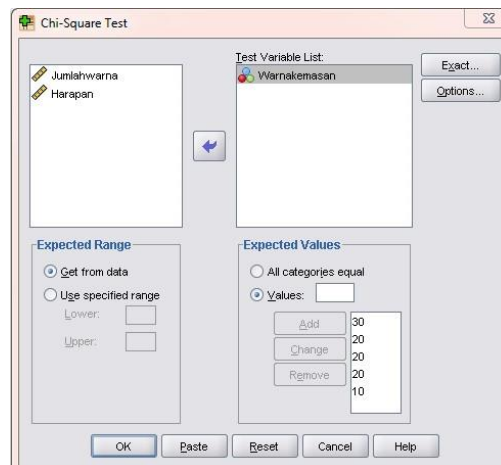 Chi-Square Test
Jumlahwarna
Harapan
Test Variable List:
Warnakemasan
Exact...
Options...
Expected Range
Get from data
Use specified range
Lower:
Upper:
Expected Values
All categories equal
Values:
Add
Change
Remove
30
20
20
20
10
OK
Paste
Reset
Cancel
Help